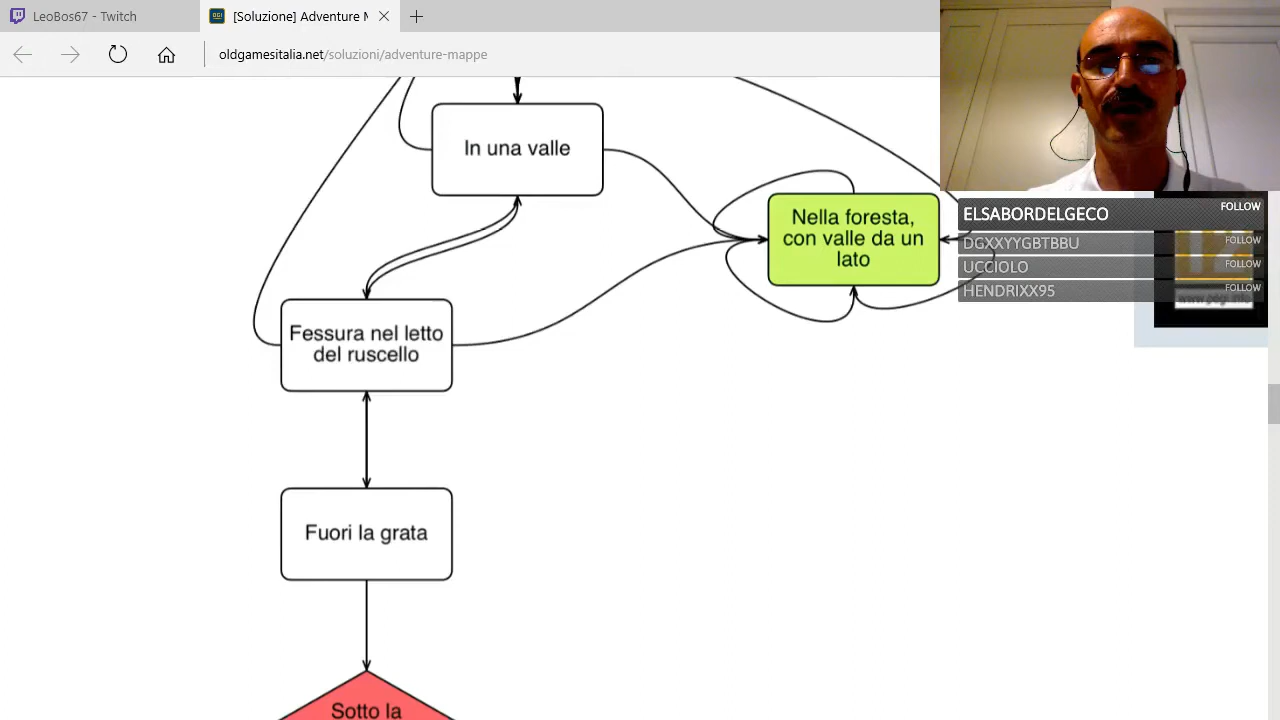 LeoBos67 - Twitch
[Soluzione] Adventure M
oldgamesitalia.net/soluzioni/adventure-mappe
In una valle
Nella foresta,
con valle da un
lato
ELSABORDELGECO FOLLOW
DGXXYYGBTBBU FOLLOW
UCCIOLO FOLLOW
HENDRIXX95 FOLLOW
Fessura nel letto
del ruscello
Fuori la grata
Sotto la